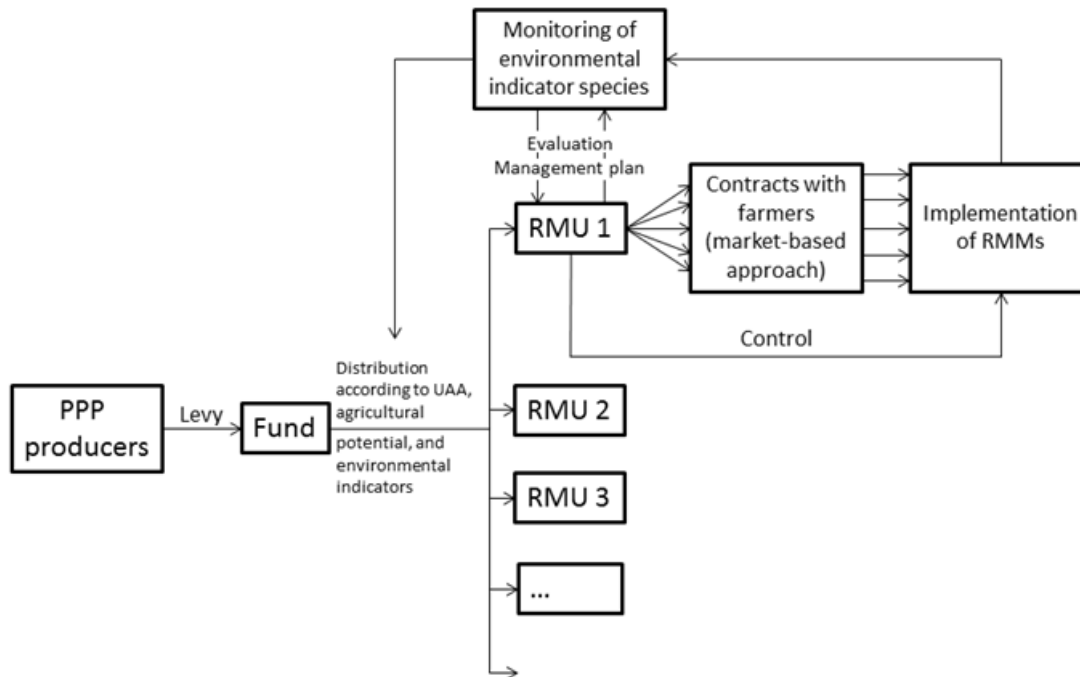 Monitoring of
environmental
indicator species
Evaluation
Management plan
RMU 1
Contracts with
farmers
(market-based
approach)
Implementation
of RMMs
Control
PPP
producers
Levy
Fund
Distribution
according to UAA,
agricultural
potential, and
environmental
indicators
RMU 2
RMU 3
...